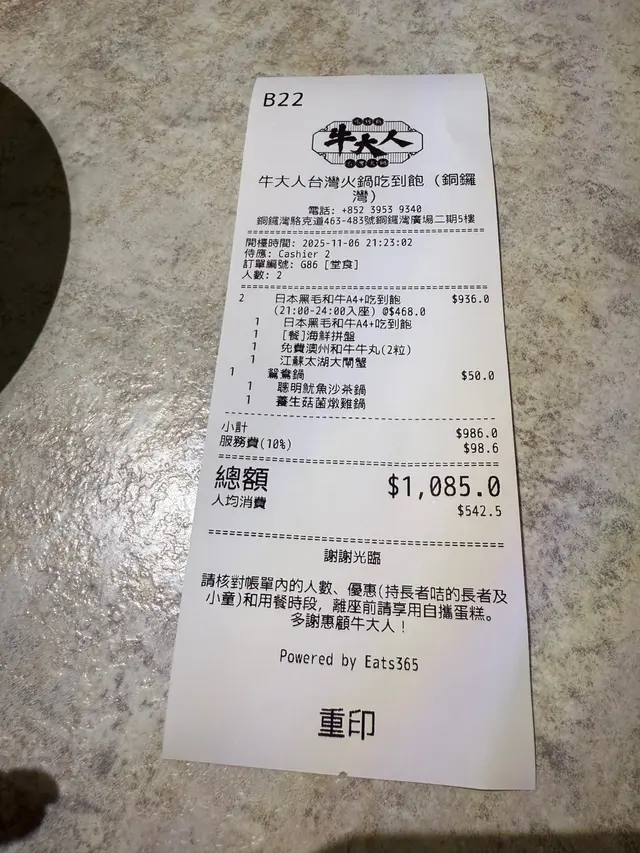 B22
牛大人
台灣火鍋
牛大人台灣火鍋吃到飽 (銅鑼
灣)
電話: +852 3953 9340
銅鑼灣駱克道463-483號銅鑼灣廣場二期5樓
開檯時間: 2025-11-06 21:23:02
侍應: Cashier 2
訂單編號: G86 [堂食]
人數: 2
2 日本黑毛和牛A4+吃到飽 $936.0
(21:00-24:00入座) @$468.0
1 日本黑毛和牛A4+吃到飽
1 [餐]海鮮拼盤
1 免費澳州和牛牛丸(2粒)
1 江蘇太湖大閘蟹
1 鴛鴦鍋 $50.0
1 聰明魷魚沙茶鍋
1 養生菇菌燉雞鍋
小計 $986.0
服務費(10%) $98.6
總額 $1,085.0
人均消費 $542.5
謝謝光臨
請核對帳單內的人數、優惠(持長者咭的長者及
小童)和用餐時段, 離座前請享用自攜蛋糕。
多謝惠顧牛大人！
Powered by Eats365
重印